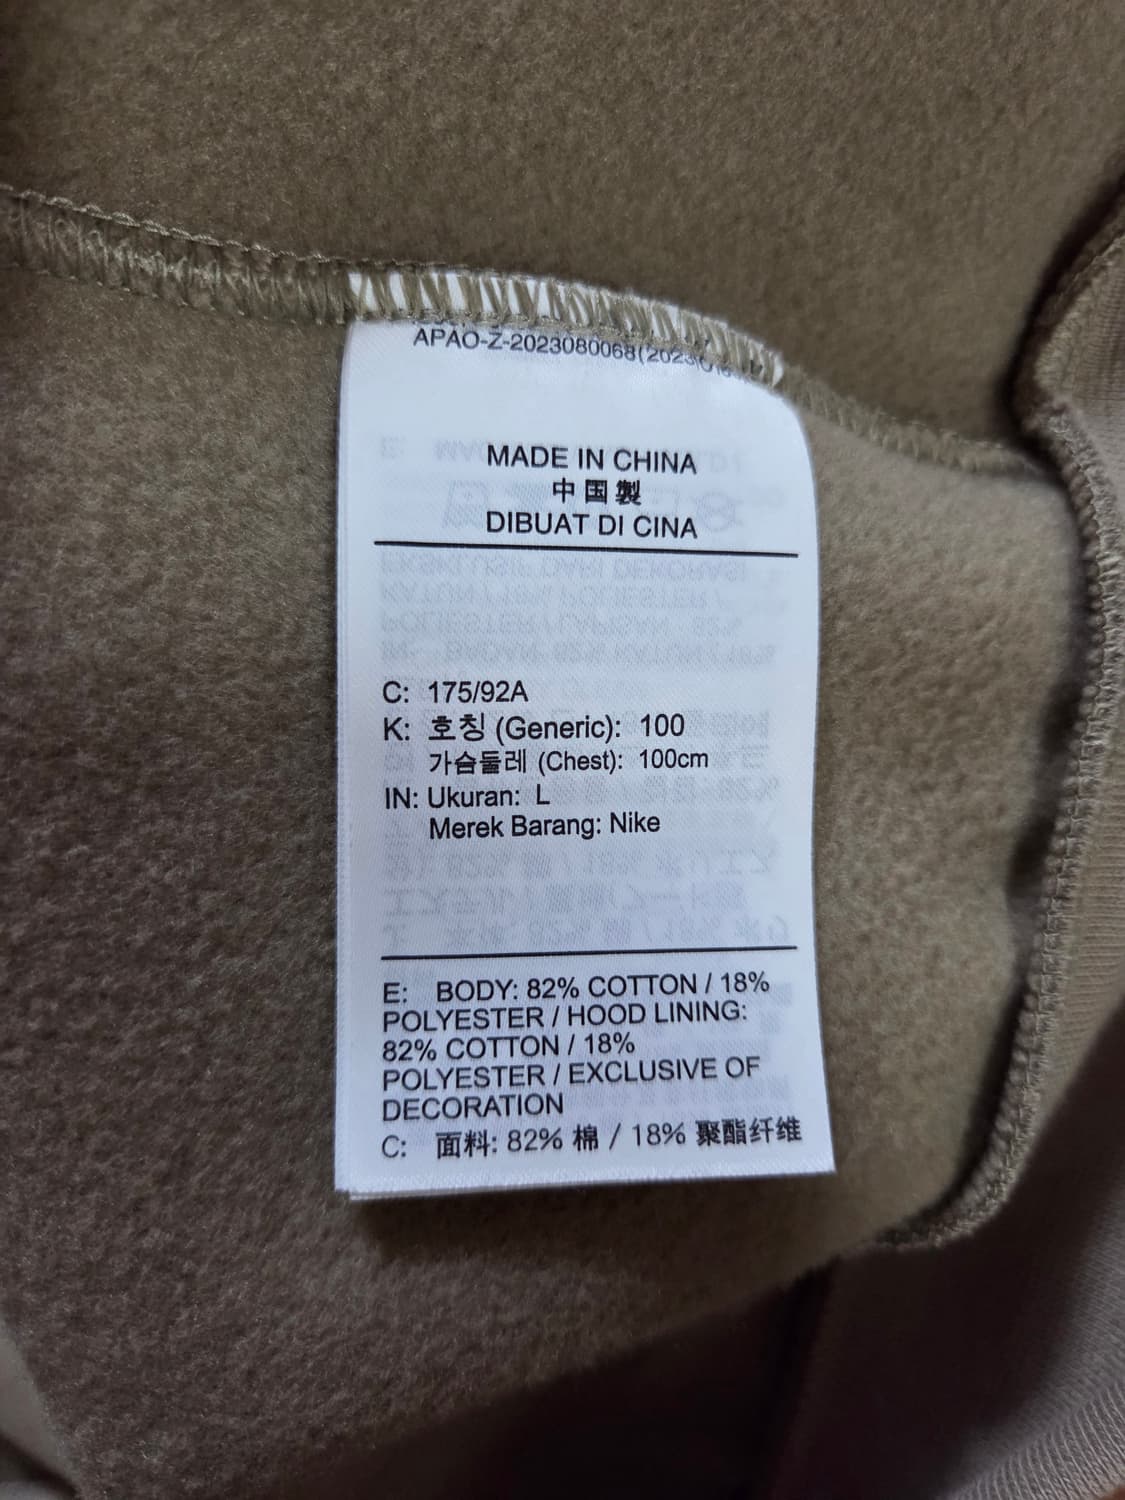 APAO-Z-2023080068(2023
MADE IN CHINA
中国製
DIBUAT DI CINA
C: 175/92A
K: 호칭 (Generic): 100
가슴둘레 (Chest): 100cm
IN: Ukuran: L
Merek Barang: Nike
E: BODY: 82% COTTON / 18%
POLYESTER / HOOD LINING:
82% COTTON / 18%
POLYESTER / EXCLUSIVE OF
DECORATION
C: 面料: 82% 棉 / 18% 聚酯纤维